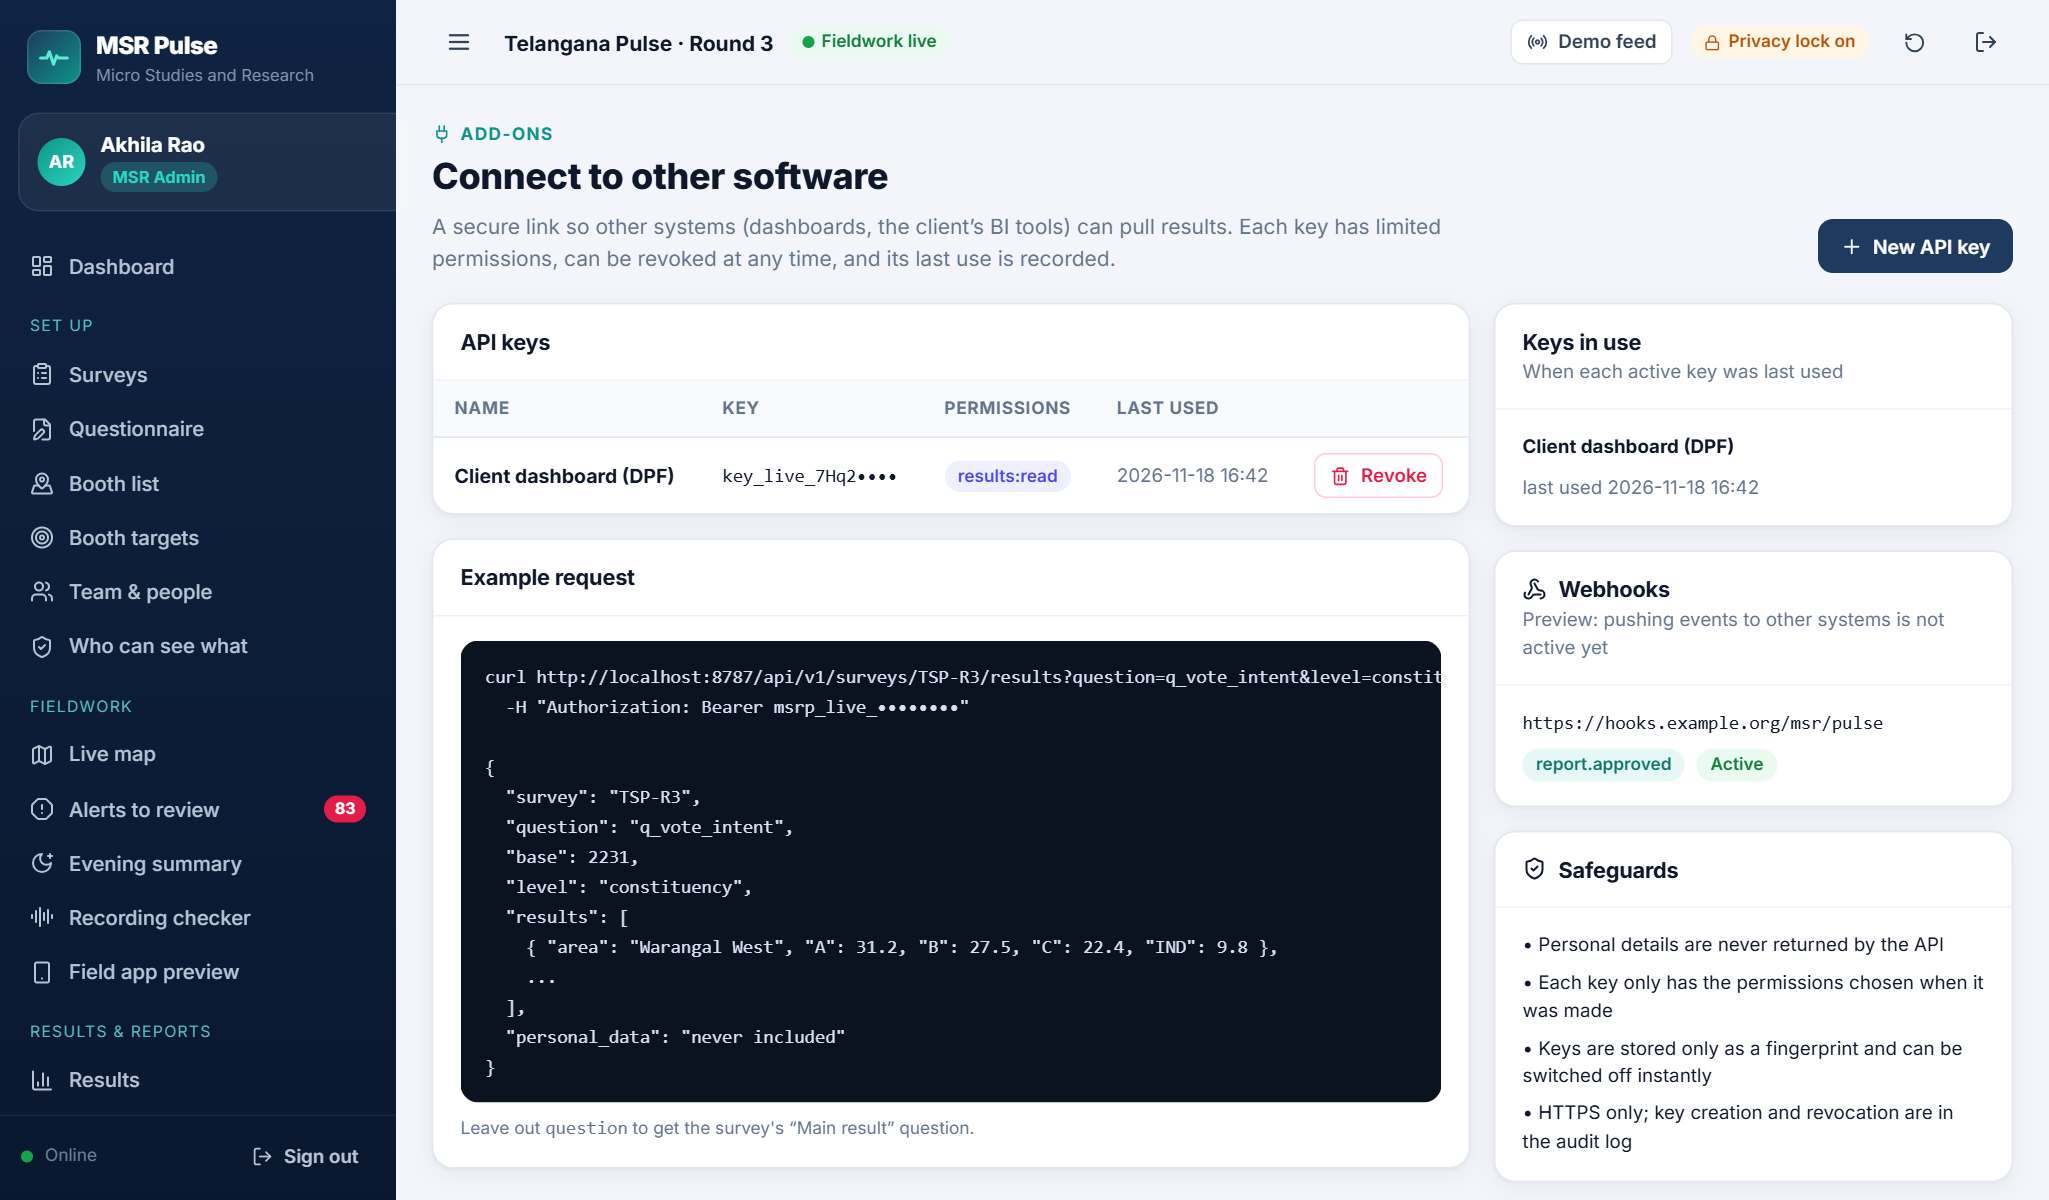 MSR Pulse
Micro Studies and Research
AR
Akhila Rao
MSR Admin
Dashboard
SET UP
Surveys
Questionnaire
Booth list
Booth targets
Team & people
Who can see what
FIELDWORK
Live map
Alerts to review
83
Evening summary
Recording checker
Field app preview
RESULTS & REPORTS
Results
Online
Sign out
Telangana Pulse · Round 3
Fieldwork live
Demo feed
Privacy lock on
ADD-ONS
Connect to other software
A secure link so other systems (dashboards, the client’s BI tools) can pull results. Each key has limited
permissions, can be revoked at any time, and its last use is recorded.
New API key
API keys
NAME KEY PERMISSIONS LAST USED
Client dashboard (DPF) key_live_7Hq2•••• results:read 2026-11-18 16:42 Revoke
Example request
curl http://localhost:8787/api/v1/surveys/TSP-R3/results?question=q_vote_intent&level=constit
-H "Authorization: Bearer msrp_live_••••••••"
{
"survey": "TSP-R3",
"question": "q_vote_intent",
"base": 2231,
"level": "constituency",
"results": [
{ "area": "Warangal West", "A": 31.2, "B": 27.5, "C": 22.4, "IND": 9.8 },
...
],
"personal_data": "never included"
}
Leave out question to get the survey's “Main result” question.
Keys in use
When each active key was last used
Client dashboard (DPF)
last used 2026-11-18 16:42
Webhooks
Preview: pushing events to other systems is not
active yet
https://hooks.example.org/msr/pulse
report.approved Active
Safeguards
• Personal details are never returned by the API
• Each key only has the permissions chosen when it
was made
• Keys are stored only as a fingerprint and can be
switched off instantly
• HTTPS only; key creation and revocation are in
the audit log